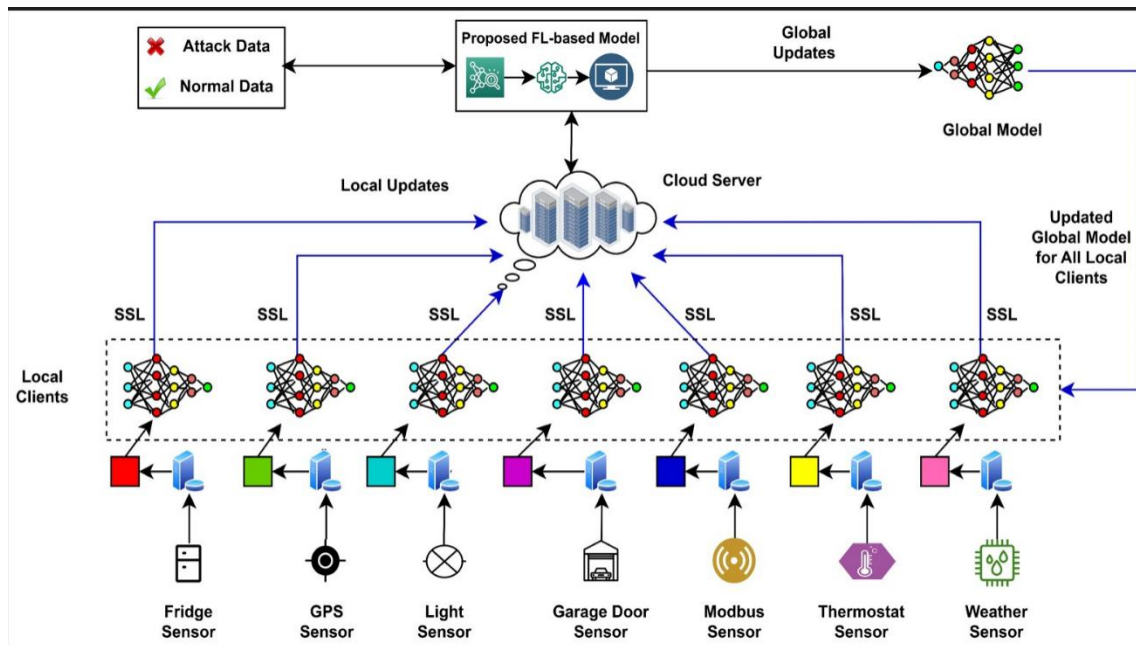 Attack Data
Normal Data
Proposed FL-based Model
Global
Updates
Global Model
Local Updates
Cloud Server
Updated
Global Model
for All Local
Clients
SSL
SSL
SSL
SSL
SSL
SSL
SSL
Local
Clients
Fridge
Sensor
GPS
Sensor
Light
Sensor
Garage Door
Sensor
Modbus
Sensor
Thermostat
Sensor
Weather
Sensor